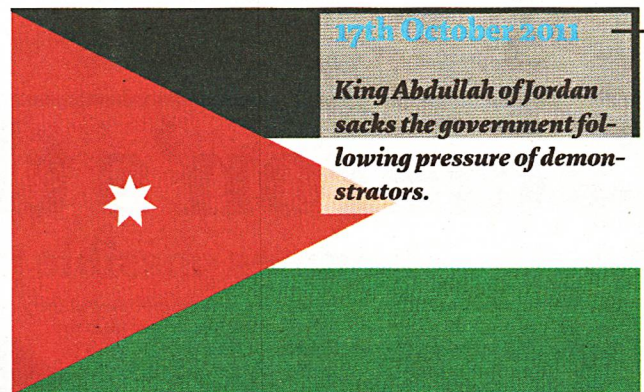 17th October 2011
King Abdullah of Jordan
sacks the government fol-
lowing pressure of demon-
strators.